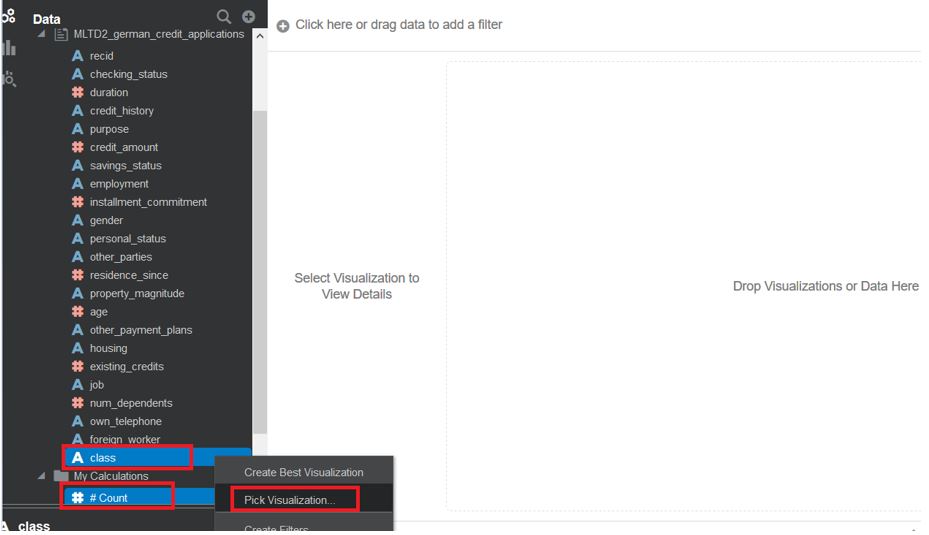 Data
Click here or drag data to add a filter
MLTD2_german_credit_applications
recid
checking_status
duration
credit_history
purpose
credit_amount
savings_status
employment
installment_commitment
gender
personal_status
other_parties
residence_since
property_magnitude
age
other_payment_plans
housing
existing_credits
job
num_dependents
own_telephone
foreign_worker
A class
My Calculations
# Count
A class
Create Best Visualization
Pick Visualization...
Create Filters
Select Visualization to
View Details
Drop Visualizations or Data Here